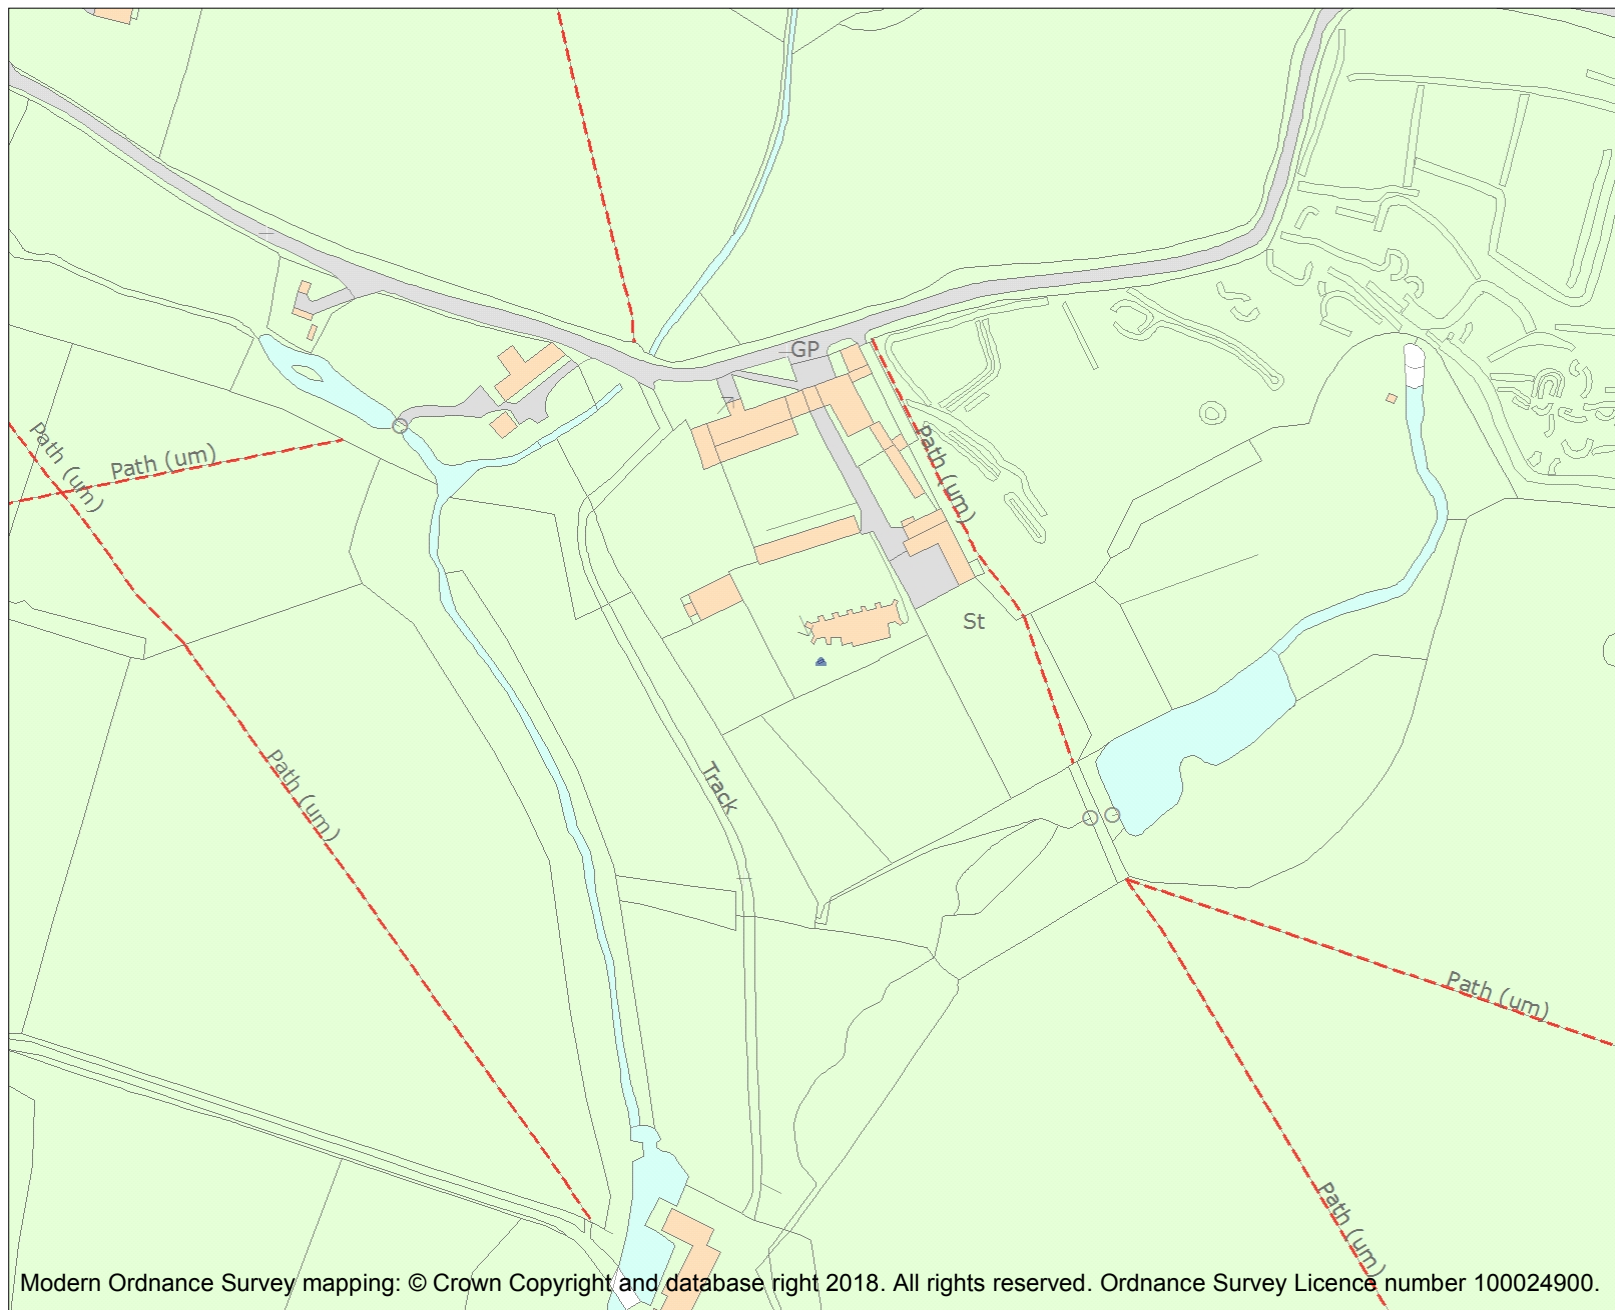 GP
Path (um)
Path (um)
Path (um)
St
Path (um)
Track
Path (um)
Path (um)
Modern Ordnance Survey mapping: © Crown Copyright and database right 2018. All rights reserved. Ordnance Survey Licence number 100024900.